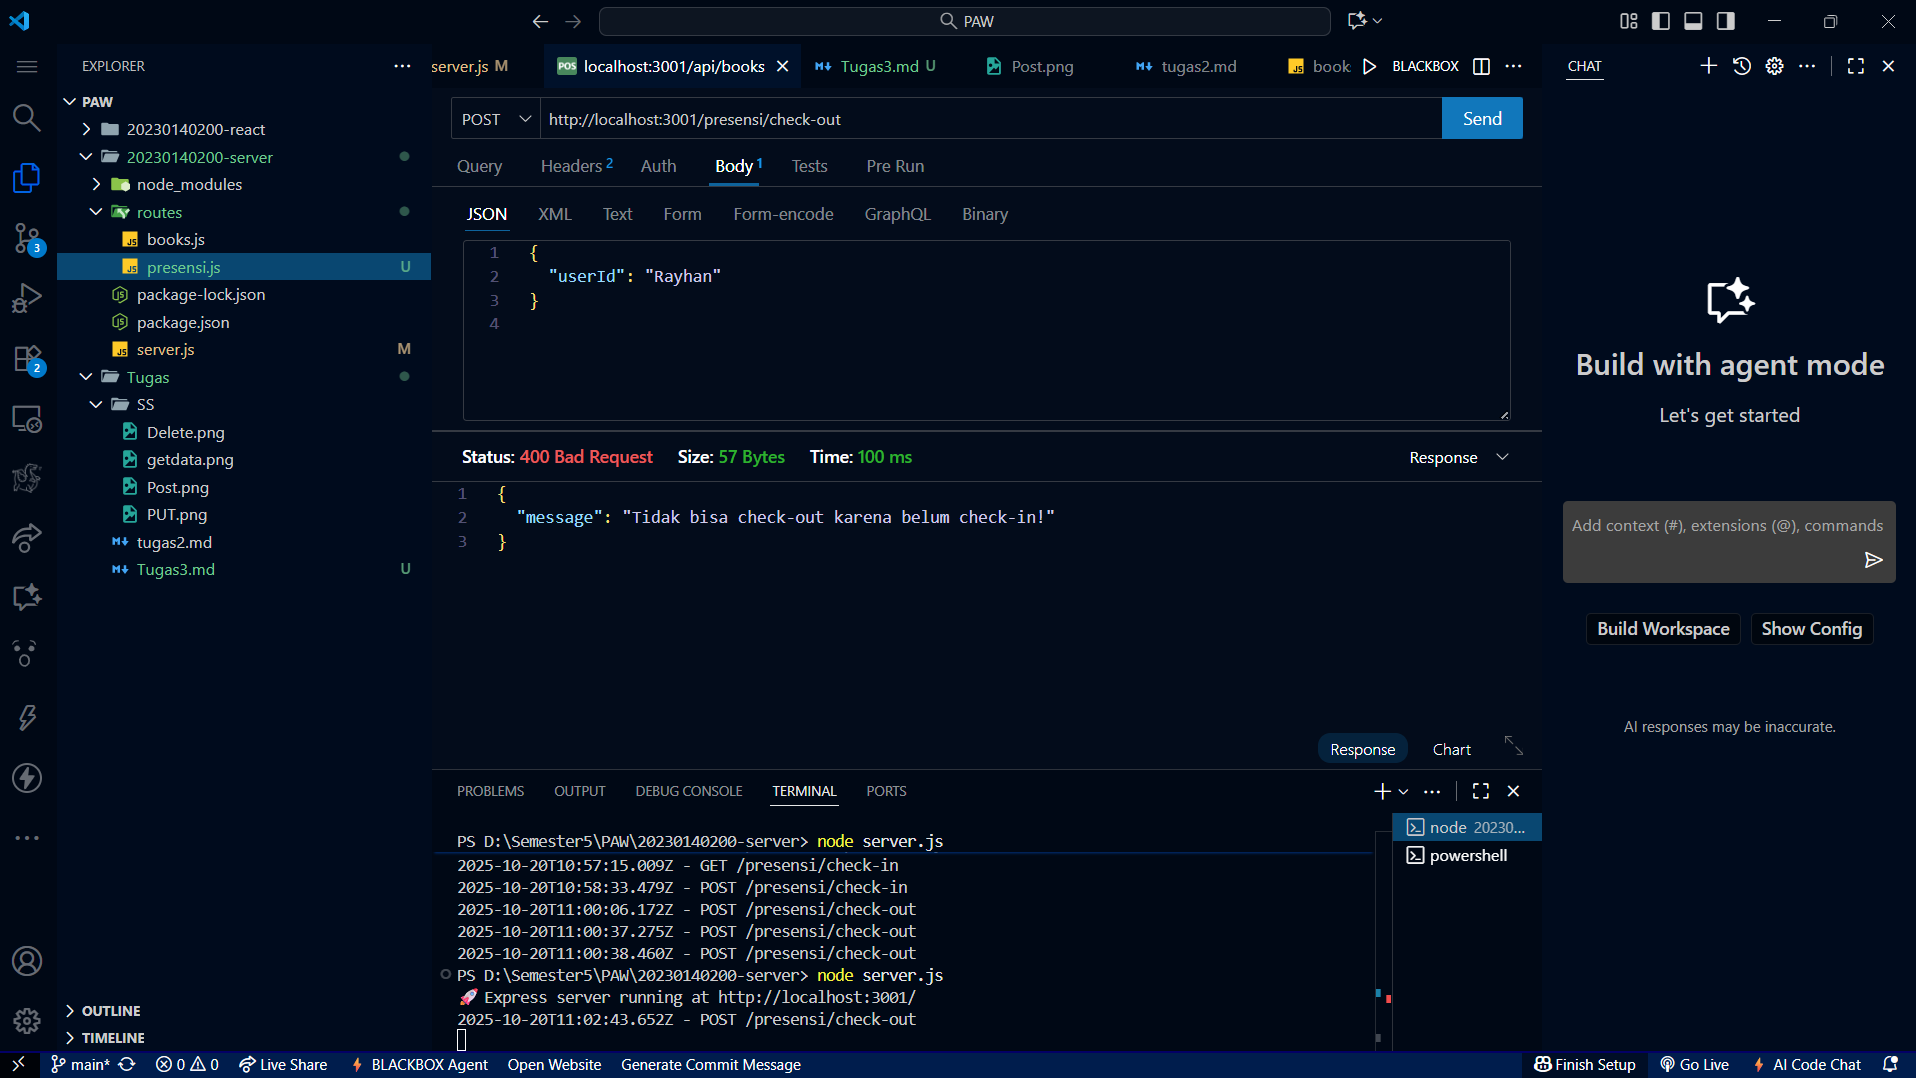 PAW
EXPLORER
PAW
20230140200-react
20230140200-server
node_modules
routes
books.js
presensi.js U
package-lock.json
package.json
server.js M
Tugas
SS
Delete.png
getdata.png
Post.png
PUT.png
tugas2.md
Tugas3.md U
OUTLINE
TIMELINE
3
2
server.js M
POS localhost:3001/api/books
Tugas3.md U
Post.png
tugas2.md
book
BLACKBOX
POST http://localhost:3001/presensi/check-out Send
Query Headers 2 Auth Body 1 Tests Pre Run
JSON XML Text Form Form-encode GraphQL Binary
1 {
2 "userId": "Rayhan"
3 }
4
Status: 400 Bad Request Size: 57 Bytes Time: 100 ms Response
1 {
2 "message": "Tidak bisa check-out karena belum check-in!"
3 }
Response Chart
PROBLEMS OUTPUT DEBUG CONSOLE TERMINAL PORTS
PS D:\Semester5\PAW\20230140200-server> node server.js
2025-10-20T10:57:15.009Z - GET /presensi/check-in
2025-10-20T10:58:33.479Z - POST /presensi/check-in
2025-10-20T11:00:06.172Z - POST /presensi/check-out
2025-10-20T11:00:37.275Z - POST /presensi/check-out
2025-10-20T11:00:38.460Z - POST /presensi/check-out
PS D:\Semester5\PAW\20230140200-server> node server.js
🚀 Express server running at http://localhost:3001/
2025-10-20T11:02:43.652Z - POST /presensi/check-out
node 20230...
powershell
CHAT
Build with agent mode
Let's get started
Add context (#), extensions (@), commands
Build Workspace Show Config
AI responses may be inaccurate.
main* 0 0 Live Share BLACKBOX Agent Open Website Generate Commit Message Finish Setup Go Live AI Code Chat